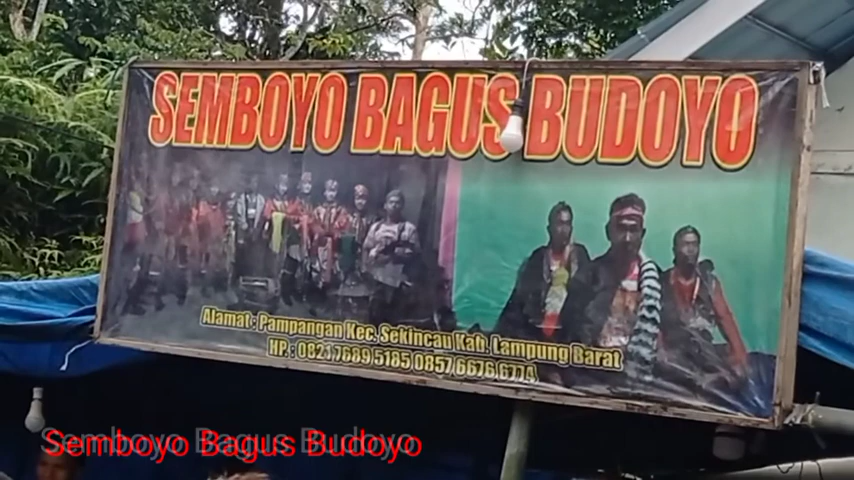 SEMBOYO BAGUS BUDOYO
Alamat : Pampangan Kec. Sekincau Kab. Lampung Barat
HP. : 0821 7689 5185 0857 6676 6774
Semboyo Bagus Budoyo